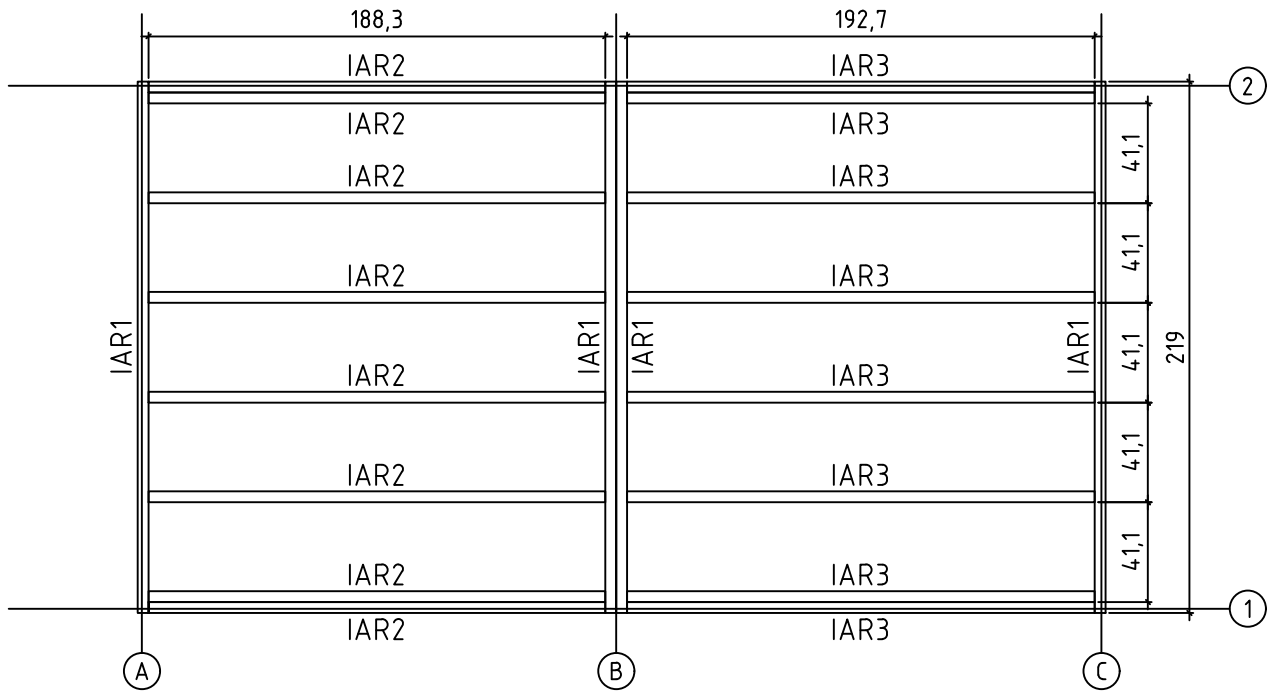 188,3 192,7
IAR2 IAR3
2
IAR2 IAR3
41,1
IAR2 IAR3
41,1
IAR2 IAR3
IAR1 IAR1 IAR1 IAR1 41,1 219
IAR2 IAR3
41,1
IAR2 IAR3
41,1
IAR2 IAR3
1
IAR2 IAR3
A B C